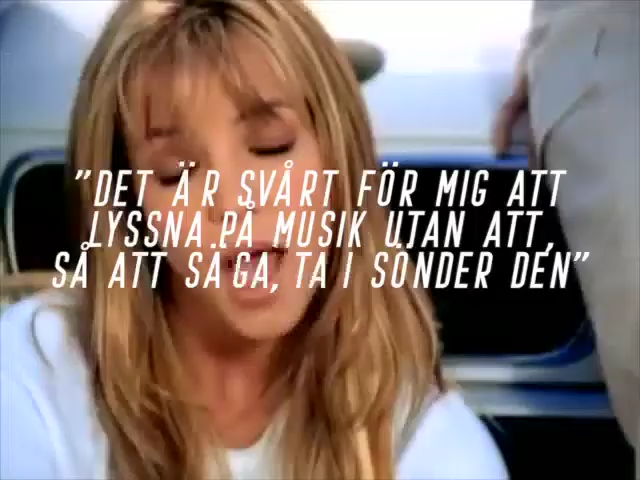 "DET ÄR SVÅRT FÖR MIG ATT
LYSSNA PÅ MUSIK UTAN ATT,
SÅ ATT SÄGA, TA I SÖNDER DEN"